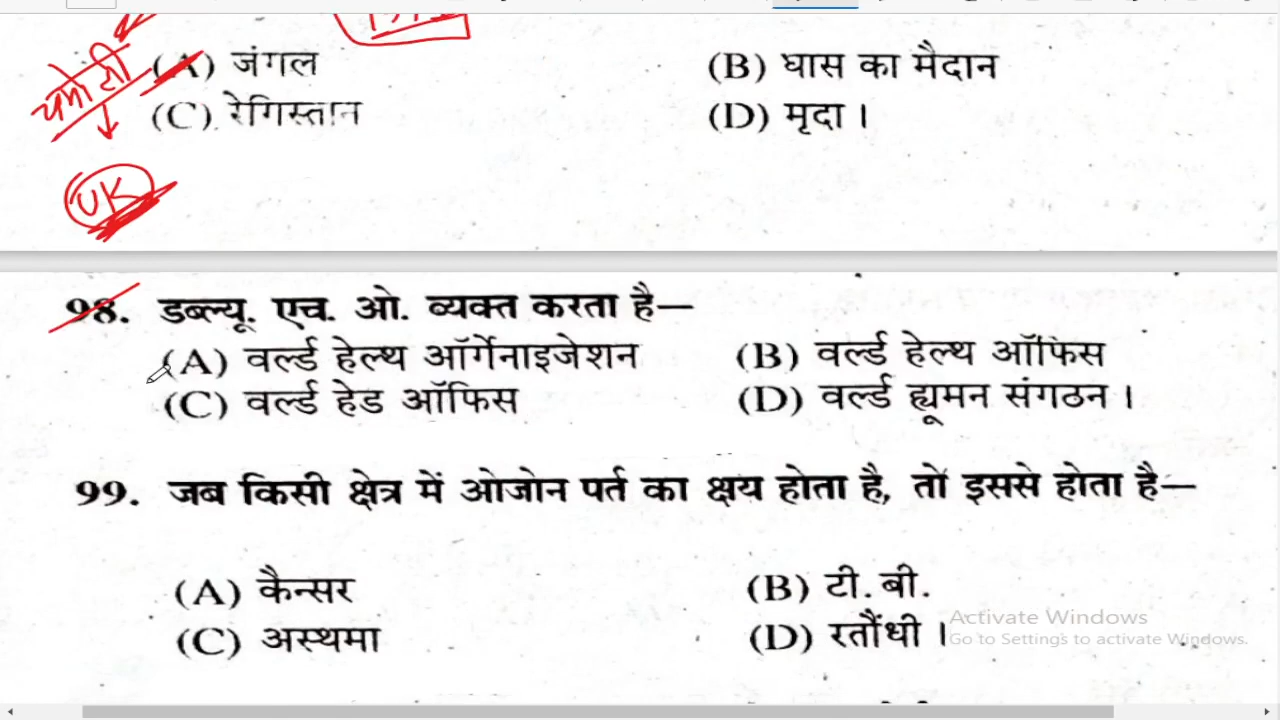 (A) जंगल (B) घास का मैदान
चमोली
(C) रेगिस्तान (D) मृदा ।
UK
98. डब्ल्यू. एच. ओ. व्यक्त करता है—
(A) वर्ल्ड हेल्थ ऑर्गेनाइजेशन (B) वर्ल्ड हेल्थ ऑफिस
(C) वर्ल्ड हेड ऑफिस (D) वर्ल्ड ह्यूमन संगठन ।
99. जब किसी क्षेत्र में ओजोन पर्त का क्षय होता है, तो इससे होता है—
(A) कैन्सर (B) टी. बी.
(C) अस्थमा (D) रतौंधी ।
Activate Windows
Go to Settings to activate Windows.